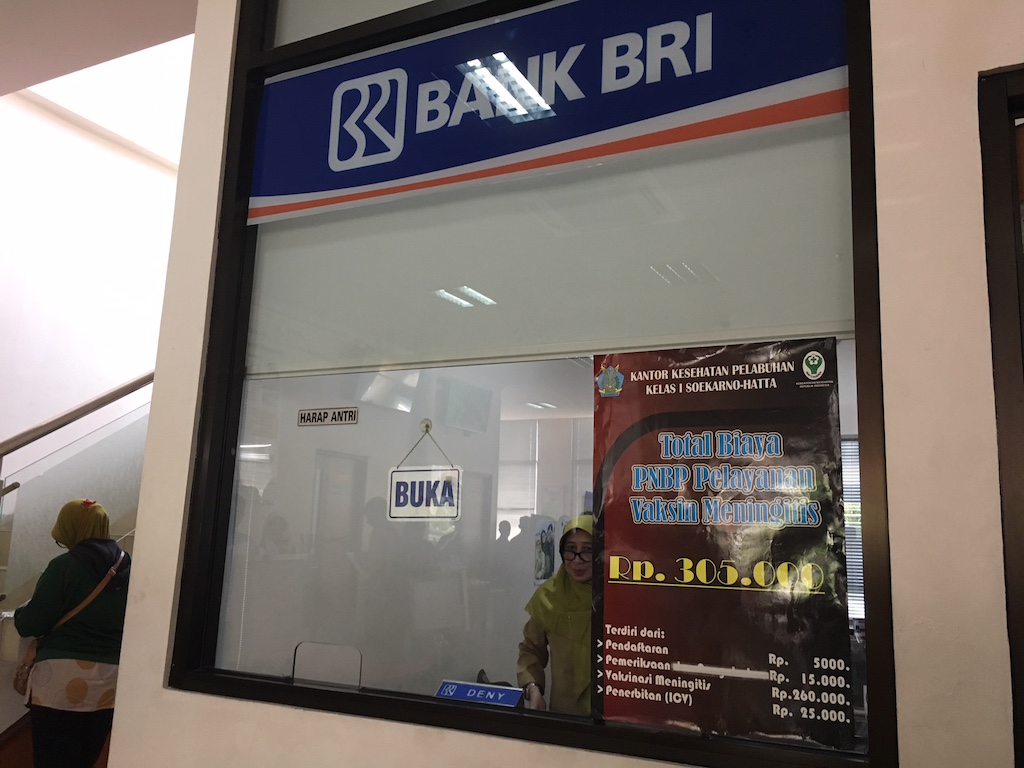 BANK BRI
HARAP ANTRI
BUKA
DENY
KANTOR KESEHATAN PELABUHAN
KELAS I SOEKARNO-HATTA
Total Biaya
PNBP Pelayanan
Vaksin Meningitis
Rp. 305.000
Terdiri dari:
> Pendaftaran Rp. 5000.
> Pemeriksaan Rp. 15.000.
> Vaksinasi Meningitis Rp.260.000.
> Penerbitan (ICV) Rp. 25.000.